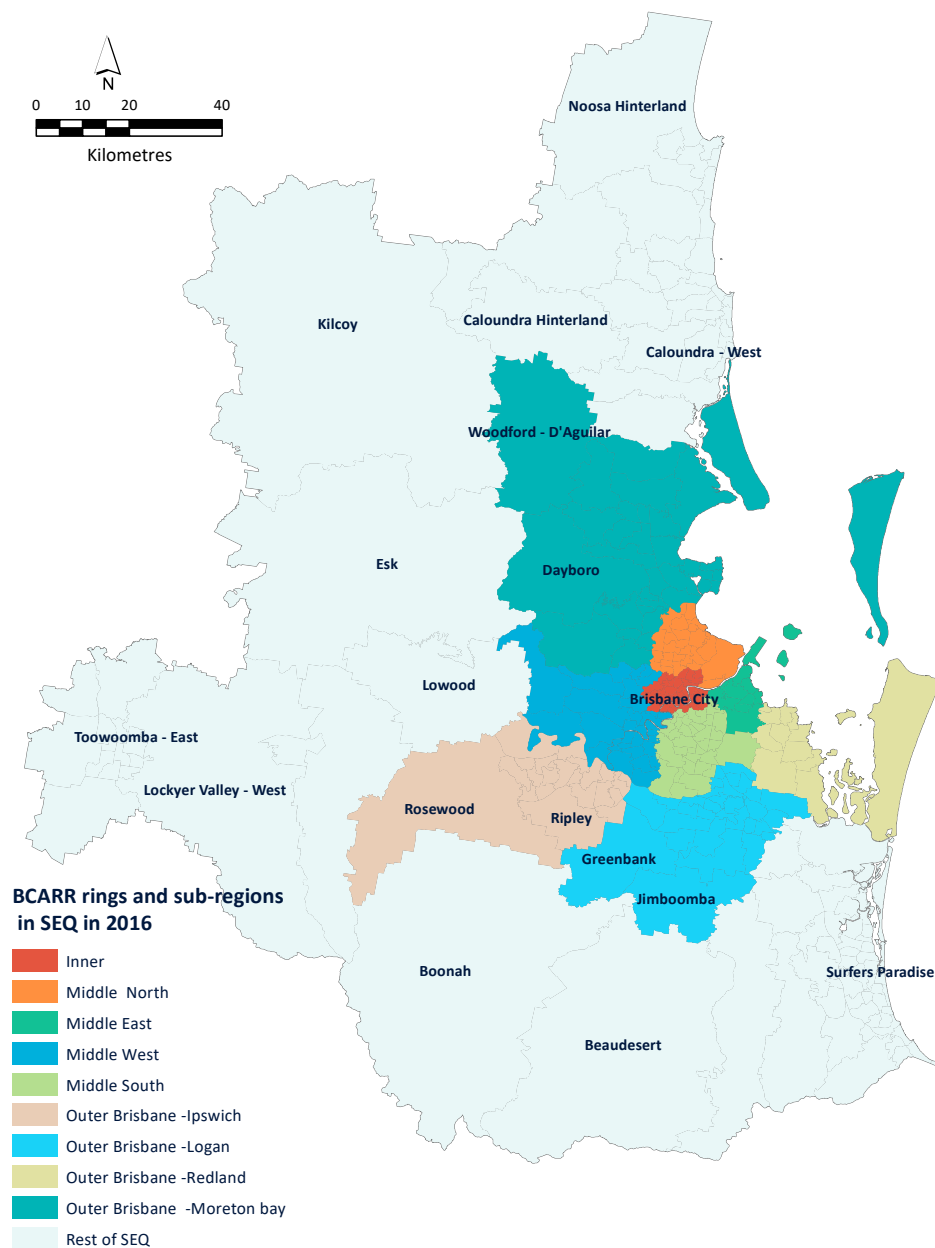 N
0 10 20 40
Kilometres
Noosa Hinterland
Kilcoy
Caloundra Hinterland
Caloundra - West
Woodford - D'Aguilar
Esk
Dayboro
Lowood
Brisbane City
Toowoomba - East
Lockyer Valley - West
Rosewood
Ripley
Greenbank
Jimboomba
Boonah
Surfers Paradise
Beaudesert
BCARR rings and sub-regions
in SEQ in 2016
Inner
Middle  North
Middle East
Middle West
Middle South
Outer Brisbane -Ipswich
Outer Brisbane -Logan
Outer Brisbane -Redland
Outer Brisbane  -Moreton bay
Rest of SEQ